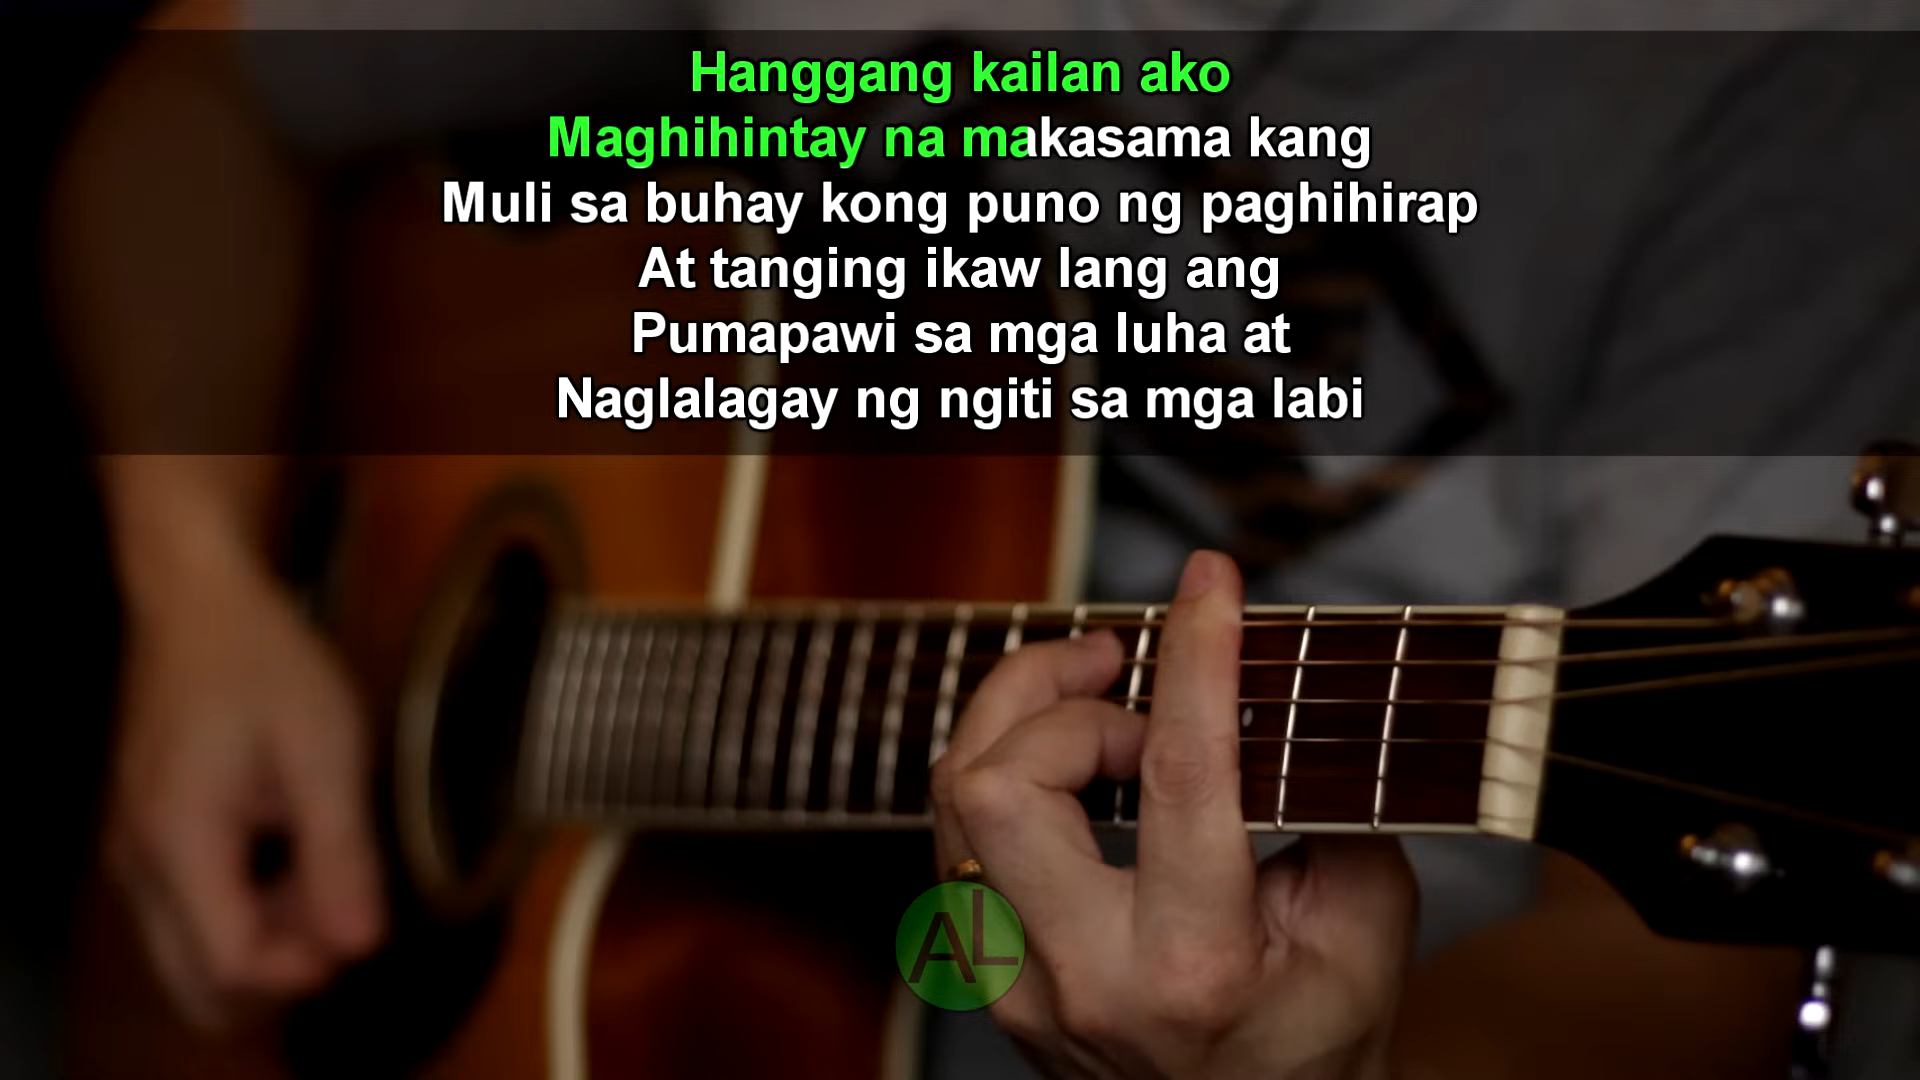 Hanggang kailan ako
Maghihintay na makasama kang
Muli sa buhay kong puno ng paghihirap
At tanging ikaw lang ang
Pumapawi sa mga luha at
Naglalagay ng ngiti sa mga labi
AL